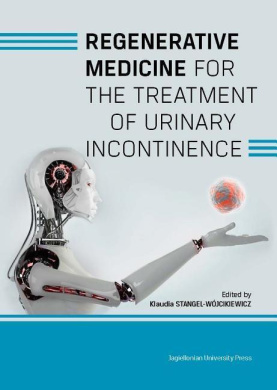 REGENERATIVE
MEDICINE FOR
THE TREATMENT
OF URINARY
INCONTINENCE
Edited by
Klaudia STANGEL-WÓJCIKIEWICZ
Jagiellonian University Press